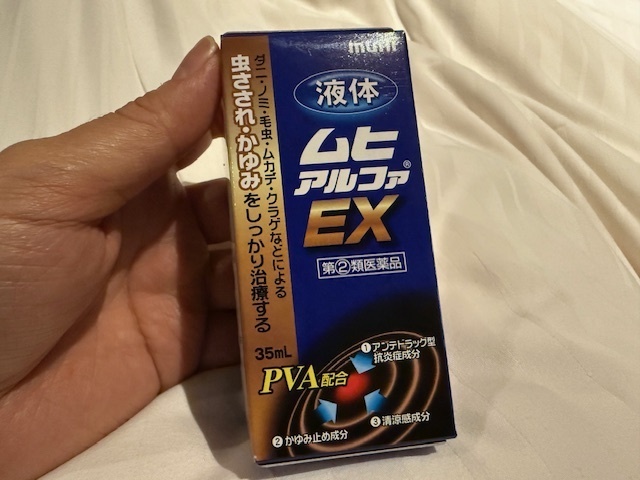 muhi
液体
ムヒ
アルファ®
EX
指②類医薬品
ダニ・ノミ・毛虫・ムカデ・クラゲなどによる
虫さされ・かゆみをしっかり治療する
35mL
PVA配合
①アンテドラッグ型
抗炎症成分
③清涼感成分
②かゆみ止め成分